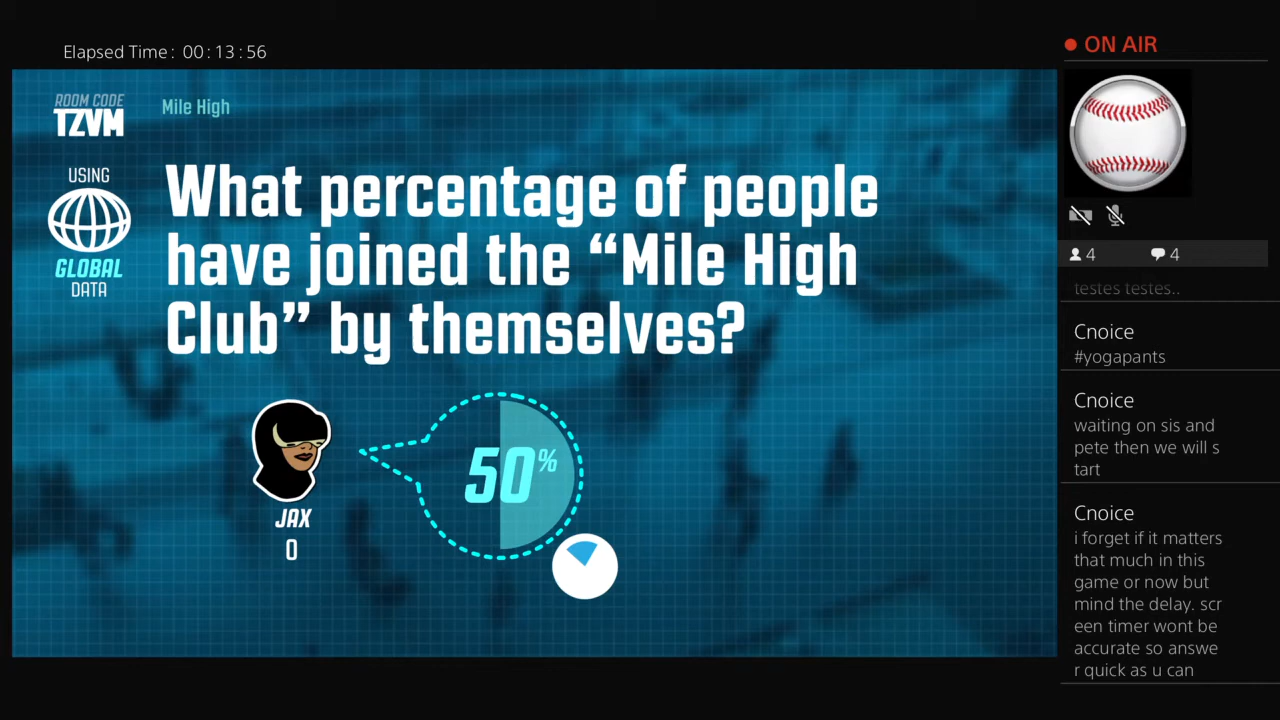 Elapsed Time: 00:13:56
ON AIR
ROOM CODE
TZVM
Mile High
USING
GLOBAL
DATA
What percentage of people
have joined the “Mile High
Club” by themselves?
50%
JAX
0
4
4
testes testes..
Cnoice
#yogapants
Cnoice
waiting on sis and
pete then we will s
tart
Cnoice
i forget if it matters
that much in this
game or now but
mind the delay. scr
een timer wont be
accurate so answe
r quick as u can